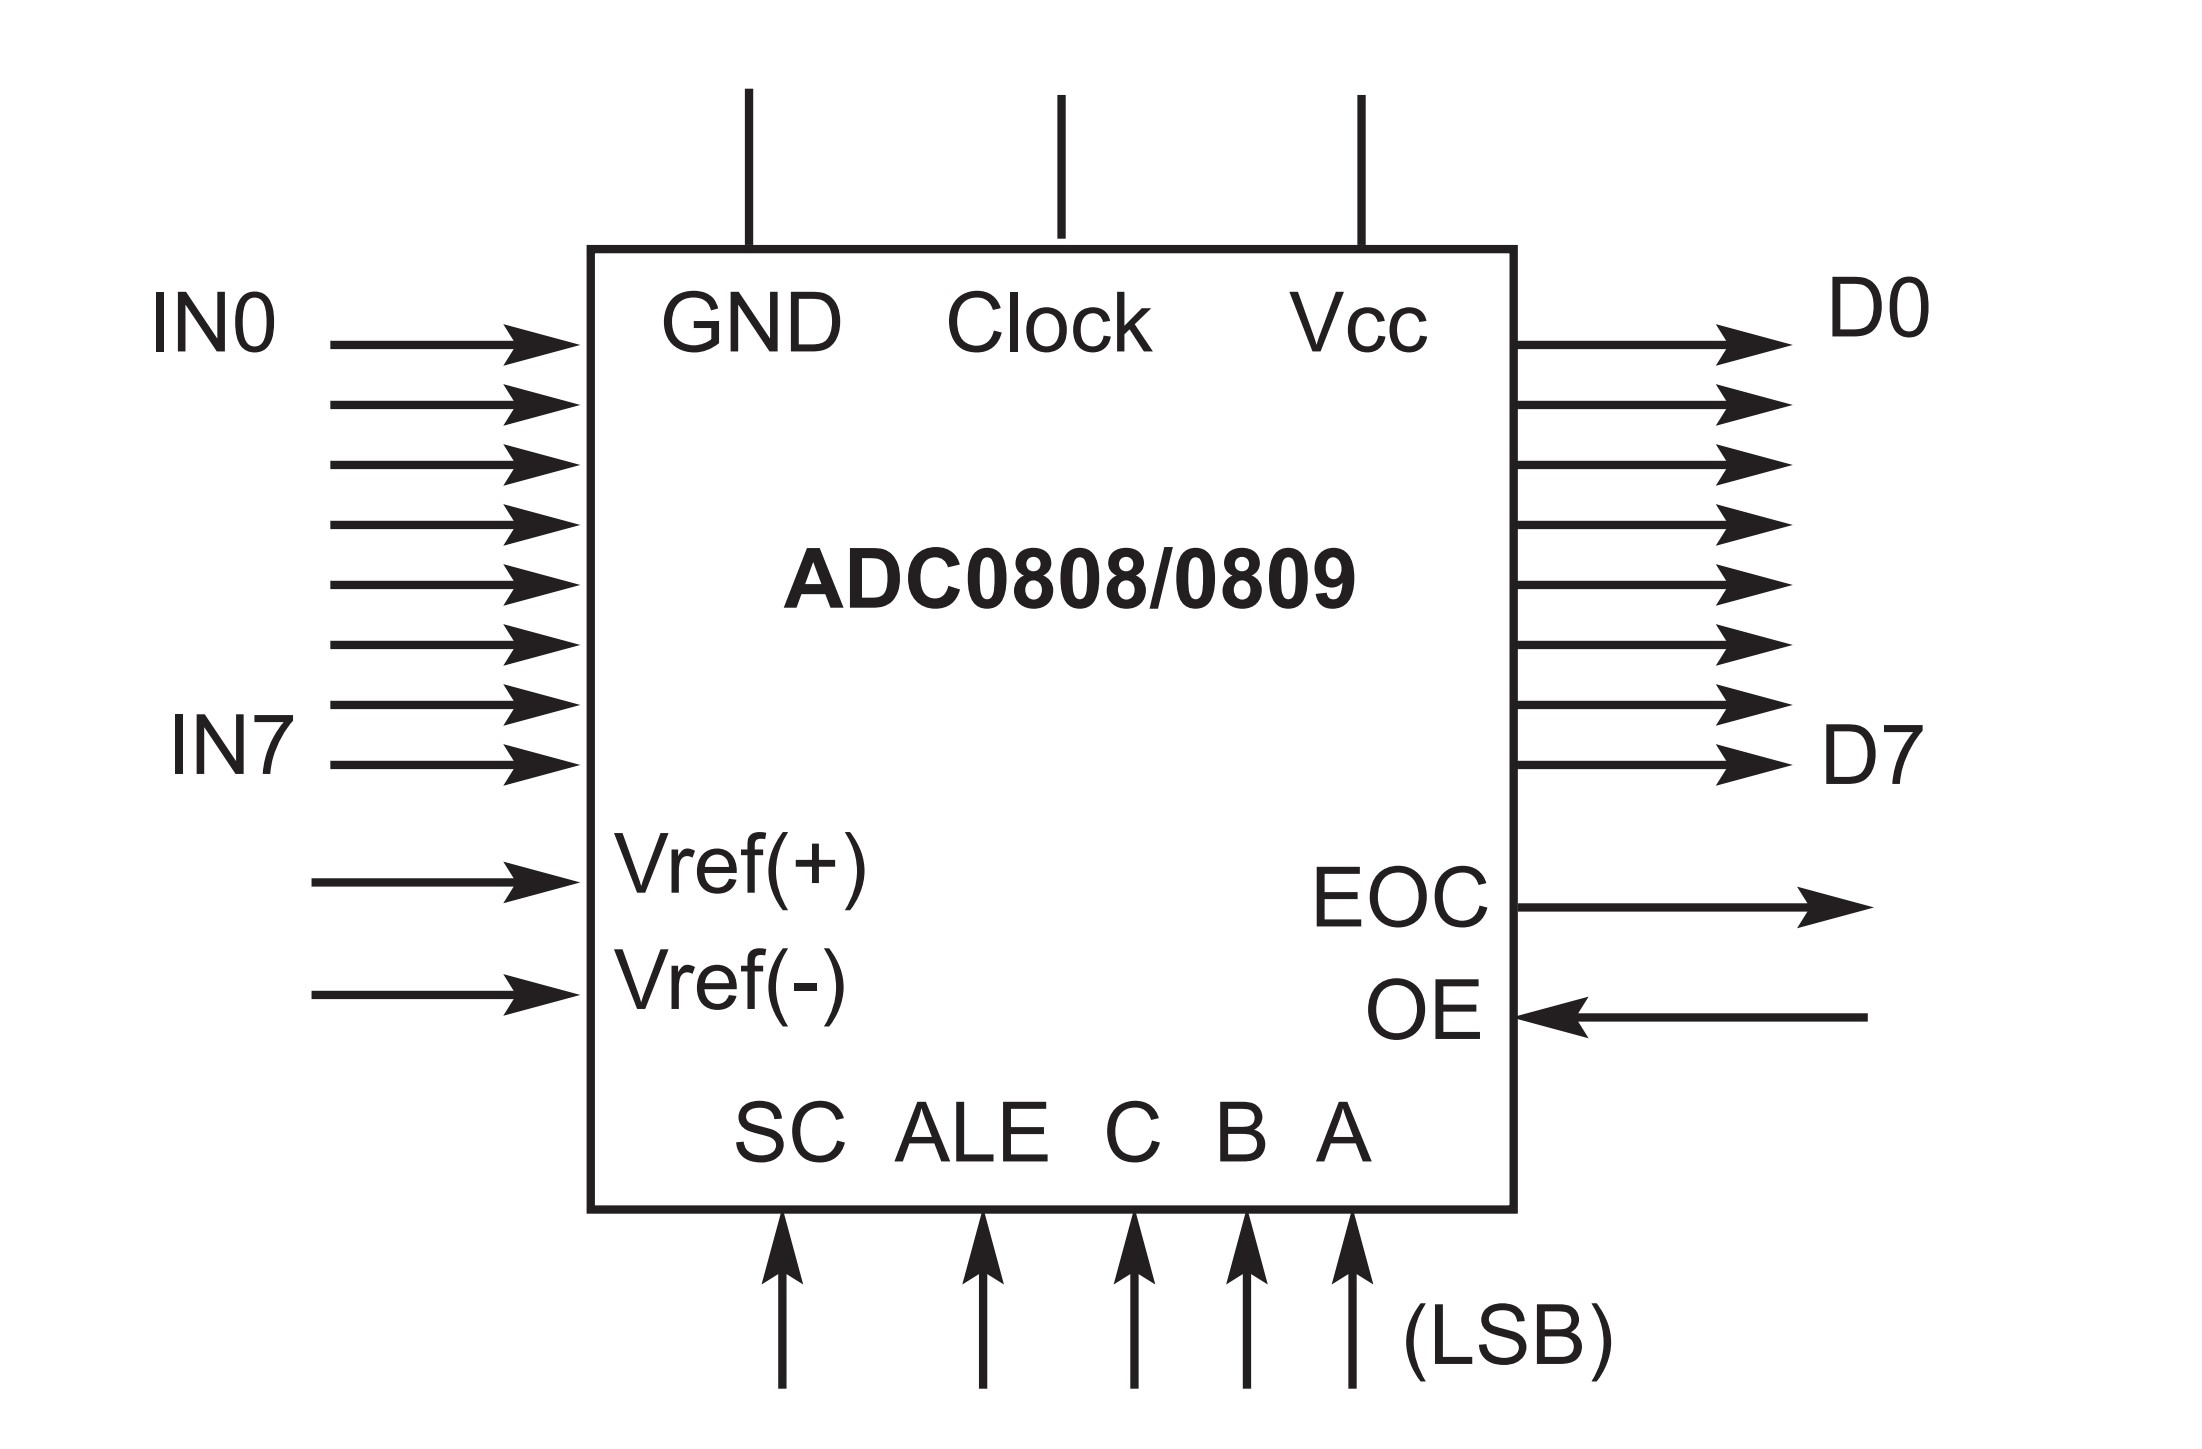 IN0
GND Clock Vcc
D0
ADC0808/0809
IN7
D7
Vref(+)
EOC
Vref(-)
OE
SC ALE C B A
(LSB)